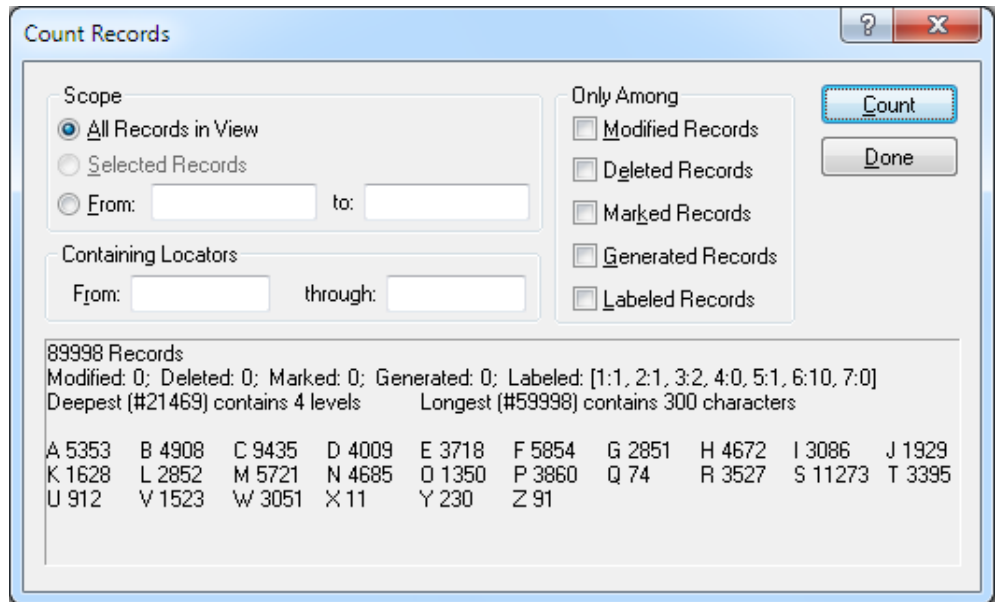 Count Records
?
X
Scope
All Records in View
Selected Records
From: to:
Containing Locators
From: through:
Only Among
Modified Records
Deleted Records
Marked Records
Generated Records
Labeled Records
Count
Done
89998 Records
Modified: 0; Deleted: 0; Marked: 0; Generated: 0; Labeled: [1:1, 2:1, 3:2, 4:0, 5:1, 6:10, 7:0]
Deepest (#21469) contains 4 levels Longest (#59998) contains 300 characters
A 5353 B 4908 C 9435 D 4009 E 3718 F 5854 G 2851 H 4672 I 3086 J 1929
K 1628 L 2852 M 5721 N 4685 O 1350 P 3860 Q 74 R 3527 S 11273 T 3395
U 912 V 1523 W 3051 X 11 Y 230 Z 91